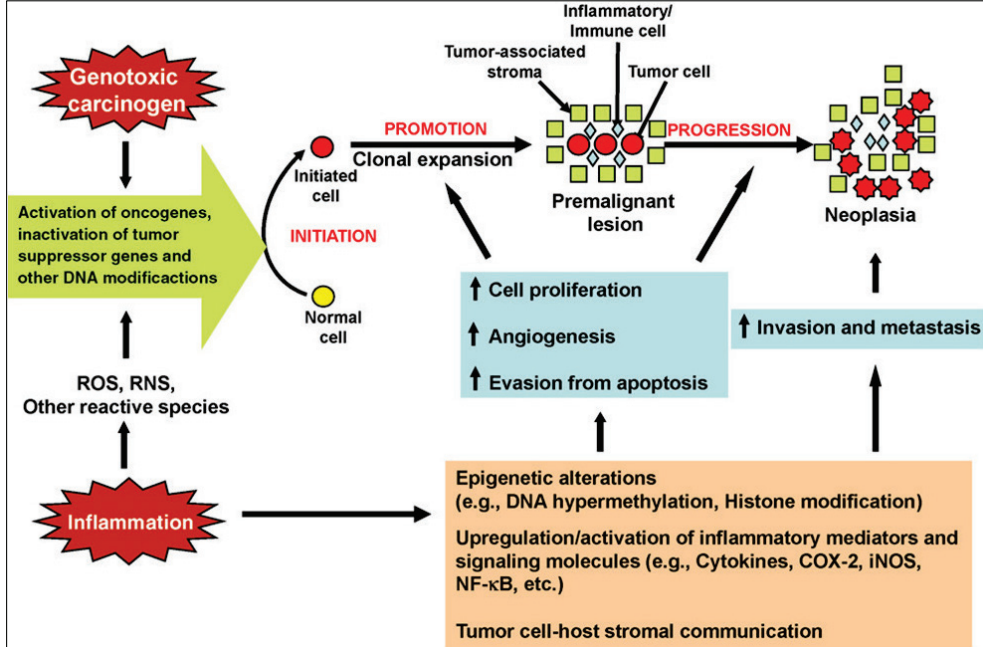 Genotoxic
carcinogen
Activation of oncogenes,
inactivation of tumor
suppressor genes and
other DNA modificactions
ROS, RNS,
Other reactive species
Inflammation
Initiated
cell
INITIATION
Normal
cell
PROMOTION
Clonal expansion
Tumor-associated
stroma
Inflammatory/
Immune cell
Tumor cell
Premalignant
lesion
PROGRESSION
Neoplasia
Cell proliferation
Angiogenesis
Evasion from apoptosis
Invasion and metastasis
Epigenetic alterations
(e.g., DNA hypermethylation, Histone modification)
Upregulation/activation of inflammatory mediators and
signaling molecules (e.g., Cytokines, COX-2, iNOS,
NF-κB, etc.)
Tumor cell-host stromal communication